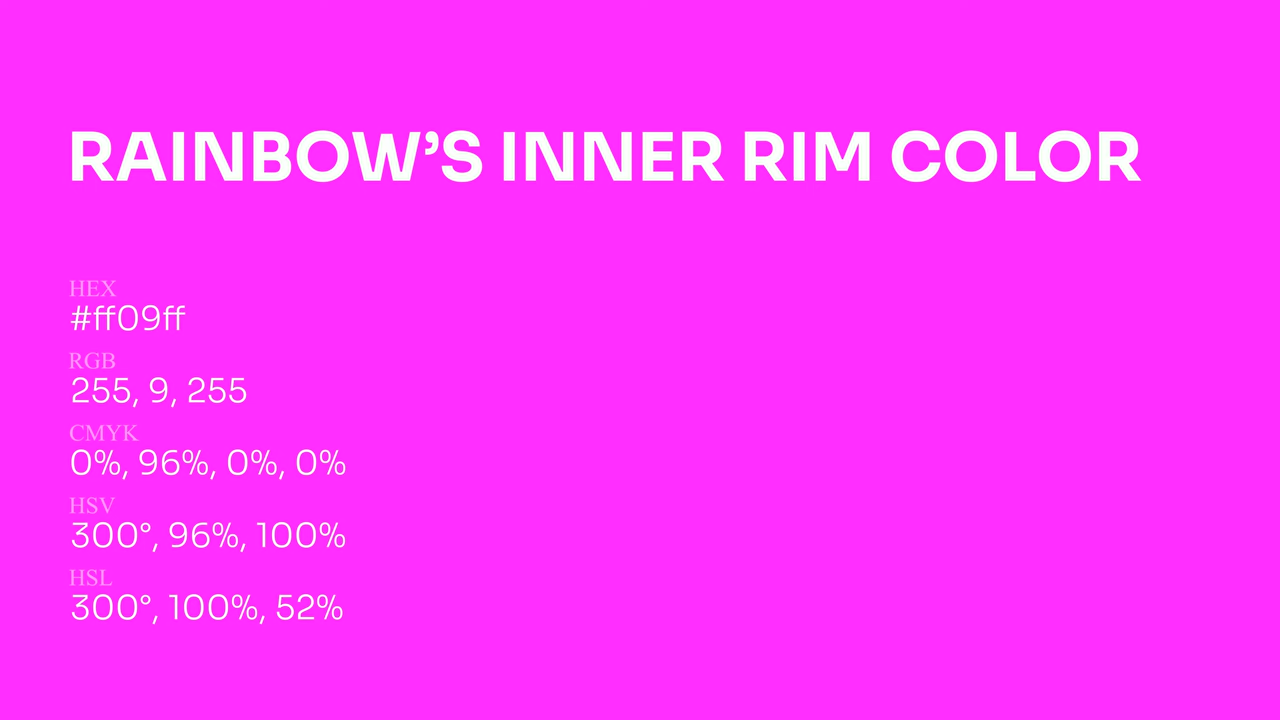 RAINBOW’S INNER RIM COLOR
HEX
#ff09ff
RGB
255, 9, 255
CMYK
0%, 96%, 0%, 0%
HSV
300°, 96%, 100%
HSL
300°, 100%, 52%